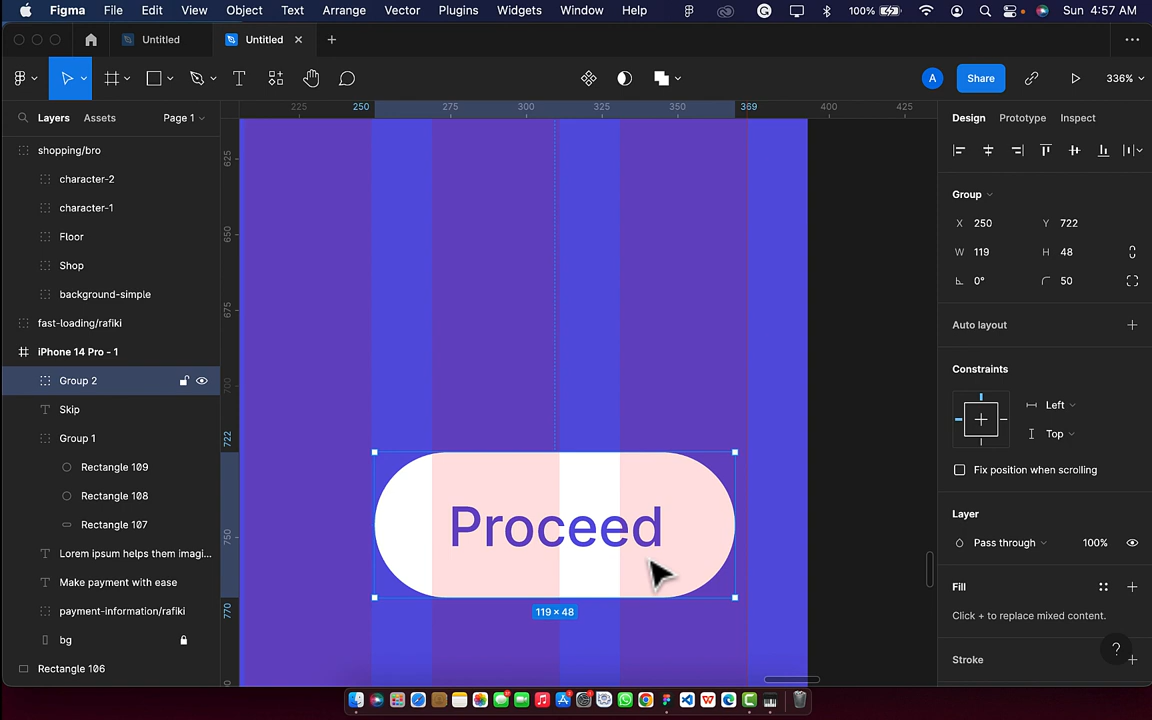 Figma File Edit View Object Text Arrange Vector Plugins Widgets Window Help 100% Sun 4:57 AM
Untitled Untitled
A Share 336%
Layers Assets Page 1
225 250 275 300 325 350 369 400 425
Design Prototype Inspect
shopping/bro
character-2
character-1
Floor
Shop
background-simple
fast-loading/rafiki
iPhone 14 Pro - 1
Group 2
Skip
Group 1
Rectangle 109
Rectangle 108
Rectangle 107
Lorem ipsum helps them imagi...
Make payment with ease
payment-information/rafiki
bg
Rectangle 106
625
650
675
700
722
750
770
Proceed
119 × 48
Group
X 250 Y 722
W 119 H 48
0° 50
Auto layout
Constraints
Left
Top
Fix position when scrolling
Layer
Pass through 100%
Fill
Click + to replace mixed content.
?
Stroke